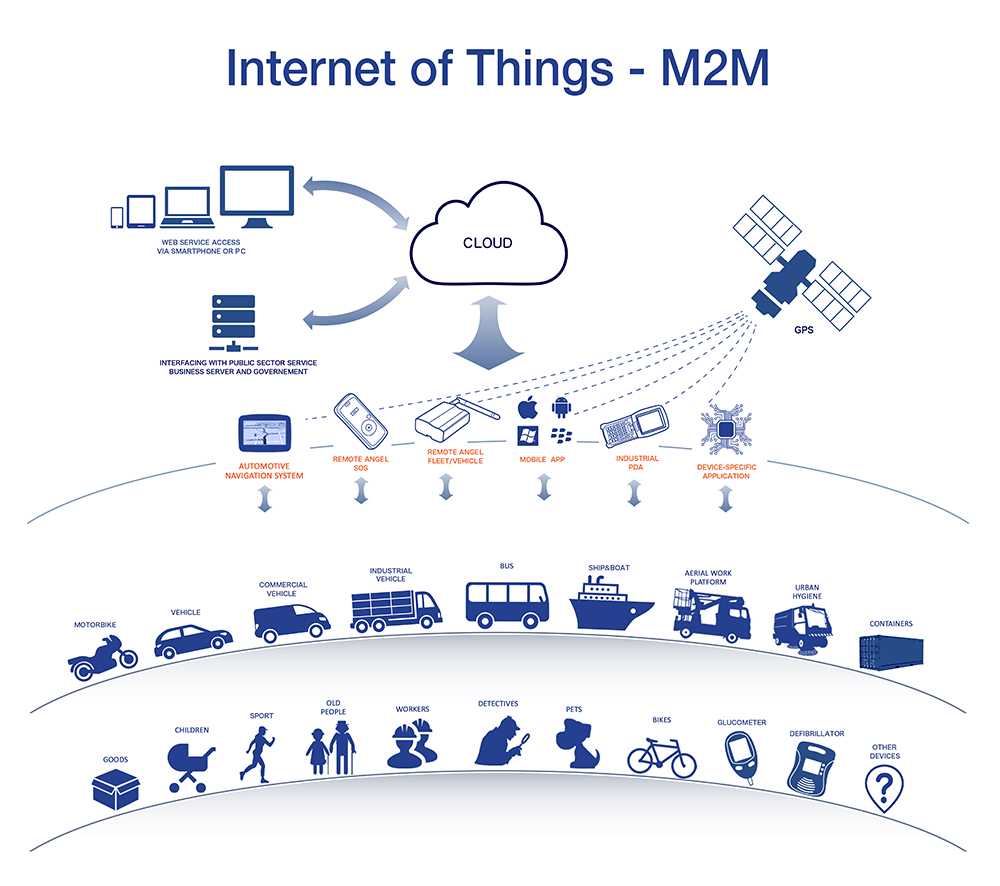 Internet of Things - M2M
CLOUD
WEB SERVICE ACCESS
VIA SMARTPHONE OR PC
GPS
INTERFACING WITH PUBLIC SECTOR SERVICE
BUSINESS SERVER AND GOVERNEMENT
AUTOMOTIVE
NAVIGATION SYSTEM
REMOTE ANGEL
SOS
REMOTE ANGEL
FLEET/VEHICLE
MOBILE APP
INDUSTRIAL
PDA
DEVICE-SPECIFIC
APPLICATION
MOTORBIKE
VEHICLE
COMMERCIAL
VEHICLE
INDUSTRIAL
VEHICLE
BUS
SHIP&BOAT
AERIAL WORK
PLATFORM
URBAN
HYGIENE
CONTAINERS
GOODS
CHILDREN
SPORT
OLD
PEOPLE
WORKERS
DETECTIVES
PETS
BIKES
GLUCOMETER
DEFIBRILLATOR
OTHER
DEVICES
?